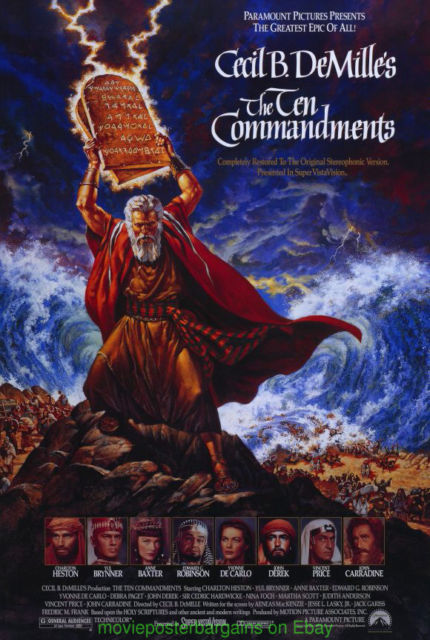 PARAMOUNT PICTURES PRESENTS
THE GREATEST EPIC OF ALL!
Cecil B. DeMille's
The Ten
Commandments
Completely Restored To The Original Stereophonic Version.
Presented In Super VistaVision.
CHARLTON HESTON
YUL BRYNNER
ANNE BAXTER
EDWARD G. ROBINSON
YVONNE DE CARLO
JOHN DEREK
VINCENT PRICE
JOHN CARRADINE
CECIL B. DEMILLE'S Production THE TEN COMMANDMENTS Starring CHARLTON HESTON · YUL BRYNNER · ANNE BAXTER · EDWARD G. ROBINSON
YVONNE DE CARLO · DEBRA PAGET · JOHN DEREK · SIR CEDRIC HARDWICKE · NINA FOCH · MARTHA SCOTT · JUDITH ANDERSON
VINCENT PRICE · JOHN CARRADINE Directed by CECIL B. DEMILLE Written for the screen by AENEAS MacKENZIE · JESSE L. LASKY, JR. · JACK GARISS
FREDRIC M. FRANK Based upon the HOLY SCRIPTURES and other ancient and modern writings Produced by MOTION PICTURE ASSOCIATES, INC.
G GENERAL AUDIENCES
TECHNICOLOR
Presented in Super VistaVision
A PARAMOUNT PICTURE
Paramount
movieposterbargains on Ebay